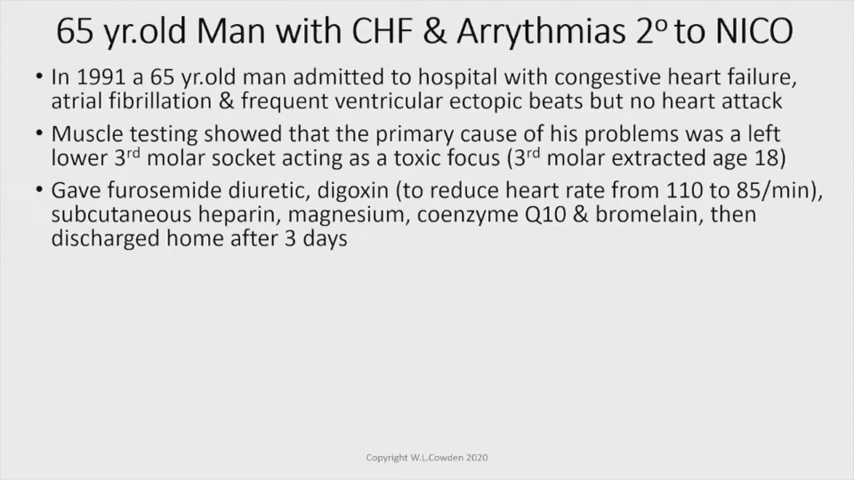 65 yr.old Man with CHF & Arrythmias 2º to NICO
• In 1991 a 65 yr.old man admitted to hospital with congestive heart failure,
atrial fibrillation & frequent ventricular ectopic beats but no heart attack
• Muscle testing showed that the primary cause of his problems was a left
lower 3rd molar socket acting as a toxic focus (3rd molar extracted age 18)
• Gave furosemide diuretic, digoxin (to reduce heart rate from 110 to 85/min),
subcutaneous heparin, magnesium, coenzyme Q10 & bromelain, then
discharged home after 3 days
Copyright W.L.Cowden 2020